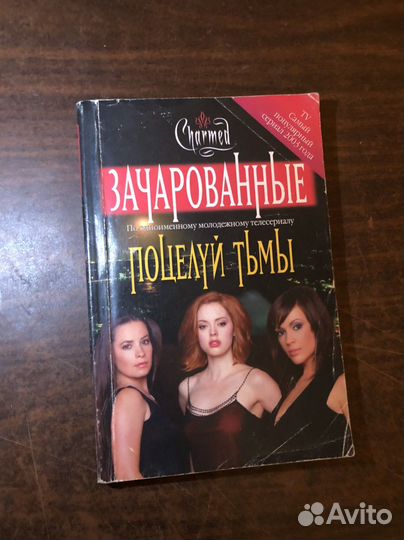 Charmed
TV
Самый
популярный
сериал 2003 года
ЗАЧАРОВАННЫЕ
По одноименному молодежному телесериалу
ПОЦЕЛУЙ ТЬМЫ
Avito